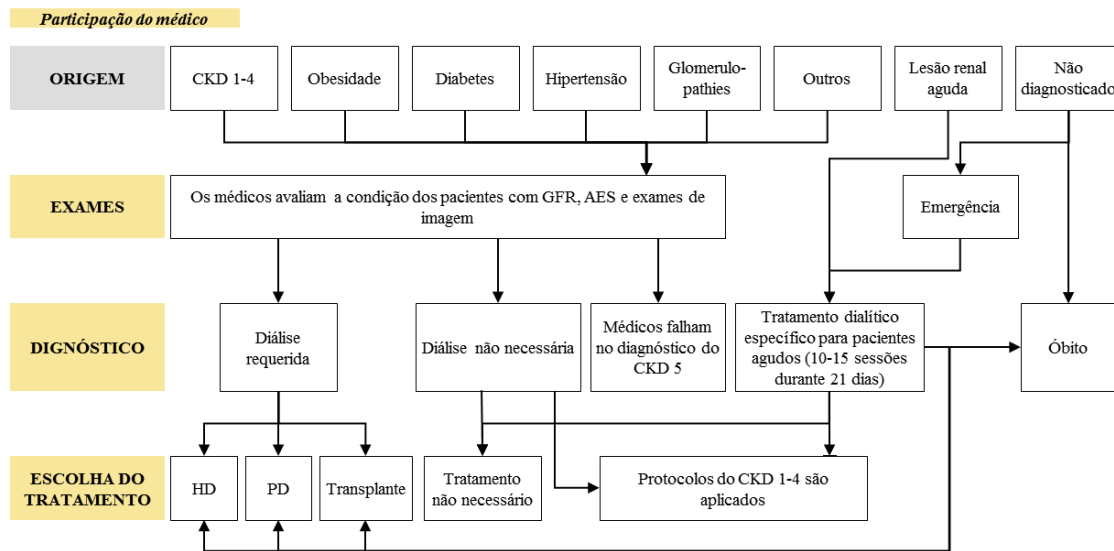 Participação do médico
ORIGEM
CKD 1-4
Obesidade
Diabetes
Hipertensão
Glomerulo-
pathies
Outros
Lesão renal
aguda
Não
diagnosticado
EXAMES
Os médicos avaliam a condição dos pacientes com GFR, AES e exames de
imagem
Emergência
DIGNÓSTICO
Diálise
requerida
Diálise não necessária
Médicos falham
no diagnóstico do
CKD 5
Tratamento dialítico
específico para pacientes
agudos (10-15 sessões
durante 21 dias)
Óbito
ESCOLHA DO
TRATAMENTO
HD
PD
Transplante
Tratamento
não necessário
Protocolos do CKD 1-4 são
aplicados